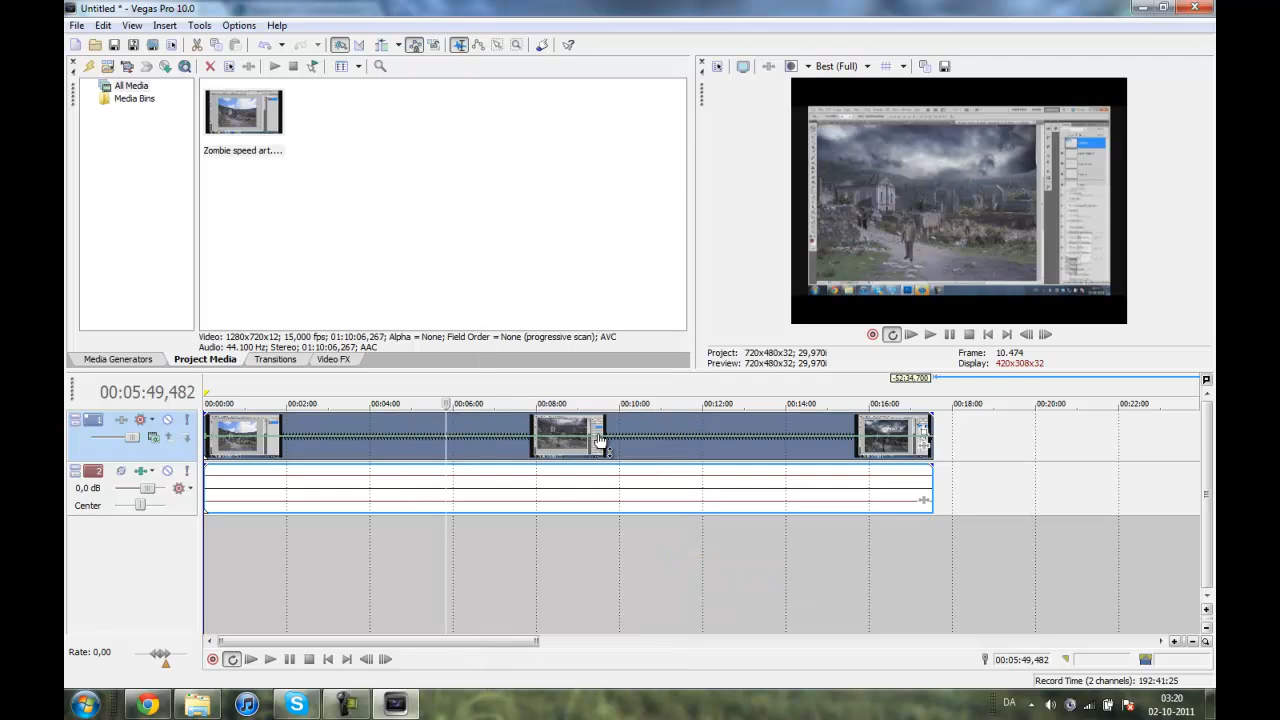 Untitled * - Vegas Pro 10.0
File Edit View Insert Tools Options Help
Best (Full)
All Media
Media Bins
Zombie speed art....
Video: 1280x720x12; 15,000 fps; 01:10:06,267; Alpha = None; Field Order = None (progressive scan); AVC
Audio: 44.100 Hz; Stereo; 01:10:06,267; AAC
Media Generators Project Media Transitions Video FX
Project: 720x480x32; 29,970i
Preview: 720x480x32; 29,970i
Frame: 10.474
Display: 420x308x32
00:05:49,482
-52:34.700
00:00:00 00:02:00 00:04:00 00:06:00 00:08:00 00:10:00 00:12:00 00:14:00 00:16:00 00:18:00 00:20:00 00:22:00
1
2
0,0 dB
Center
Rate: 0,00
00:05:49,482
Record Time (2 channels): 192:41:25
DA
03:20
02-10-2011